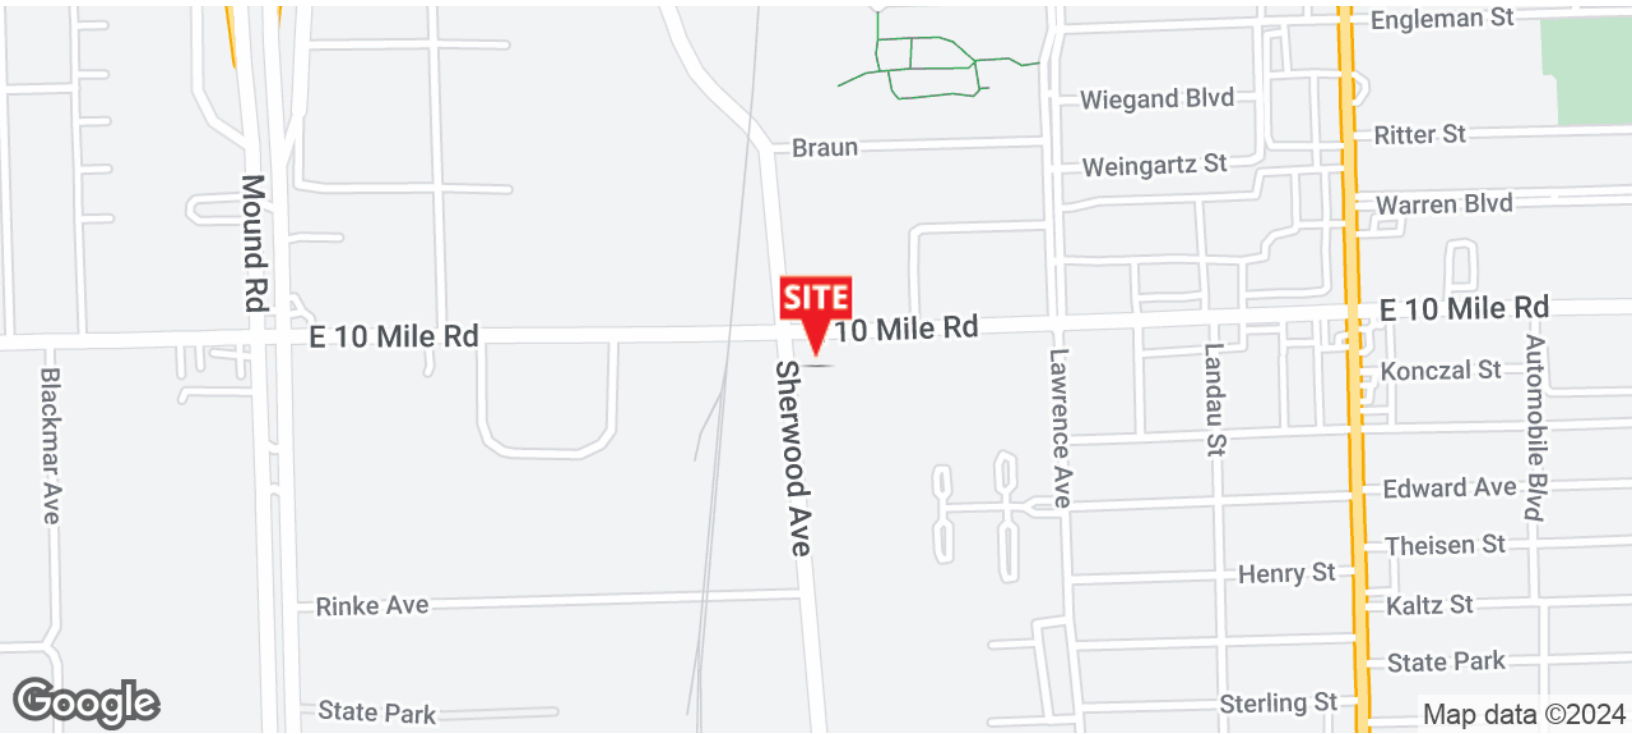 Engleman St
Wiegand Blvd
Ritter St
Braun
Weingartz St
Warren Blvd
Mound Rd
SITE
E 10 Mile Rd
10 Mile Rd
E 10 Mile Rd
Blackmar Ave
Sherwood Ave
Lawrence Ave
Landau St
Konczal St
Automobile Blvd
Edward Ave
Theisen St
Henry St
Rinke Ave
Kaltz St
State Park
State Park
Sterling St
Google
Map data ©2024